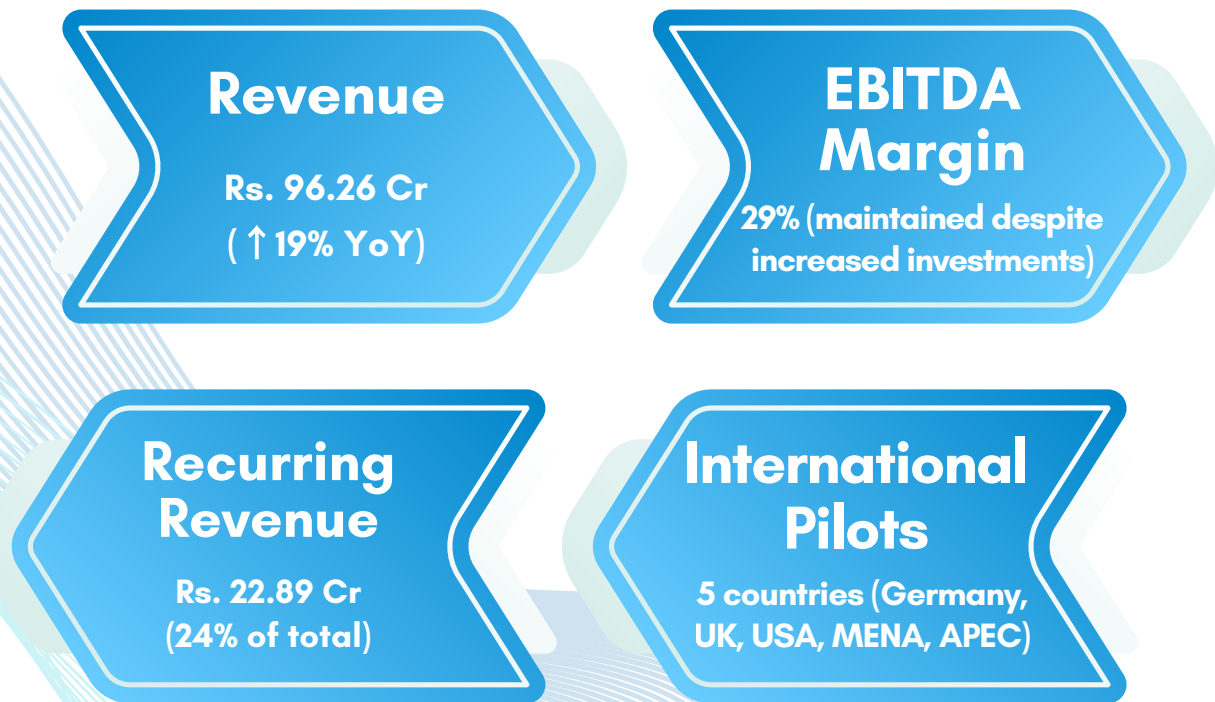 Revenue
Rs. 96.26 Cr
( ↑ 19% YoY)
EBITDA
Margin
29% (maintained despite
increased investments)
Recurring
Revenue
Rs. 22.89 Cr
(24% of total)
International
Pilots
5 countries (Germany,
UK, USA, MENA, APEC)